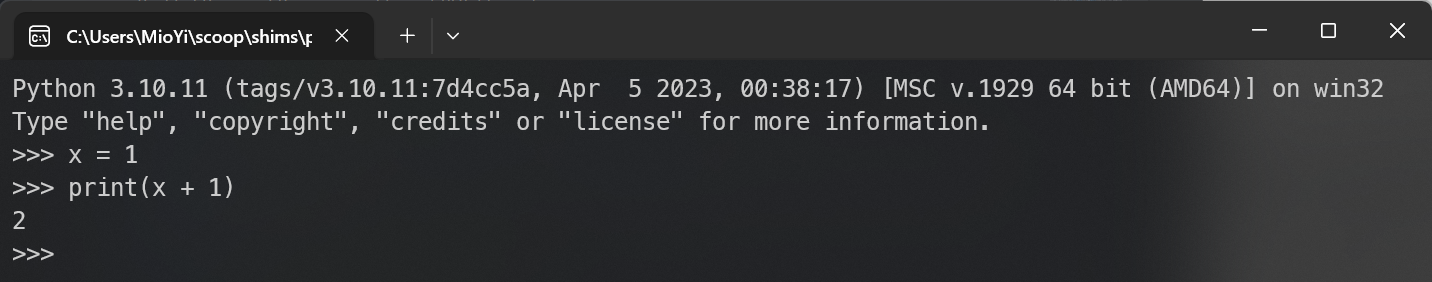 C:\Users\MioYi\scoop\shims\p
Python 3.10.11 (tags/v3.10.11:7d4cc5a, Apr  5 2023, 00:38:17) [MSC v.1929 64 bit (AMD64)] on win32
Type "help", "copyright", "credits" or "license" for more information.
>>> x = 1
>>> print(x + 1)
2
>>>